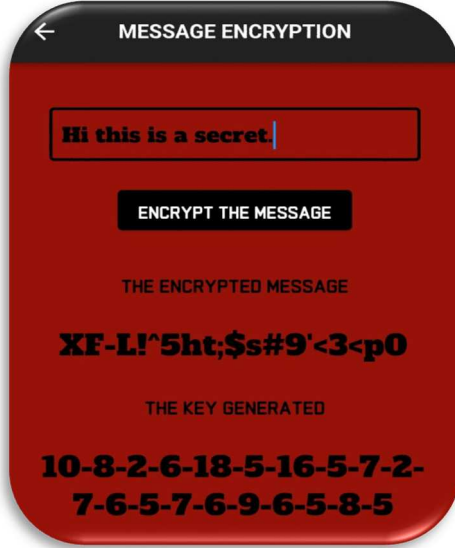 MESSAGE ENCRYPTION
Hi this is a secret.
ENCRYPT THE MESSAGE
THE ENCRYPTED MESSAGE
XF-L!^5ht;$s#9'<3<p0
THE KEY GENERATED
10-8-2-6-18-5-16-5-7-2-
7-6-5-7-6-9-6-5-8-5